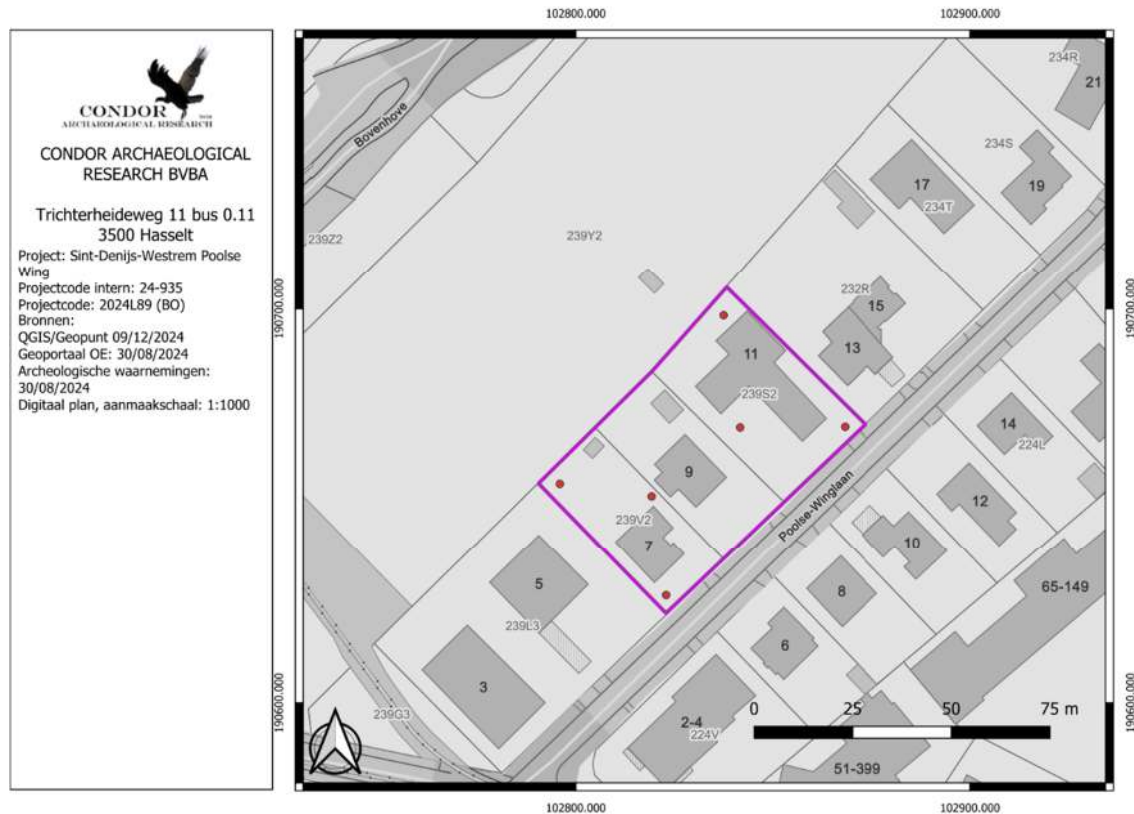 CONDOR
ARCHAEOLOGICAL RESEARCH
CONDOR ARCHAEOLOGICAL
RESEARCH BVBA
Trichterheideweg 11 bus 0.11
3500 Hasselt
Project: Sint-Denijs-Westrem Poolse
Wing
Projectcode intern: 24-935
Projectcode: 2024L89 (BO)
Bronnen:
QGIS/Geopunt 09/12/2024
Geoportaal OE: 30/08/2024
Archeologische waarnemingen:
30/08/2024
Digitaal plan, aanmaakschaal: 1:1000
102800.000
102900.000
190700.000
190600.000
Bovenhove
234R
21
234S
19
17
234T
239Z2
239Y2
232R
15
13
11
239S2
14
224L
9
12
Poolse-Winglaan
239V2
7
10
65-149
5
8
239L3
6
3
239G3
2-4
224V
51-399
0
25
50
75 m
190700.000
190600.000
102800.000
102900.000